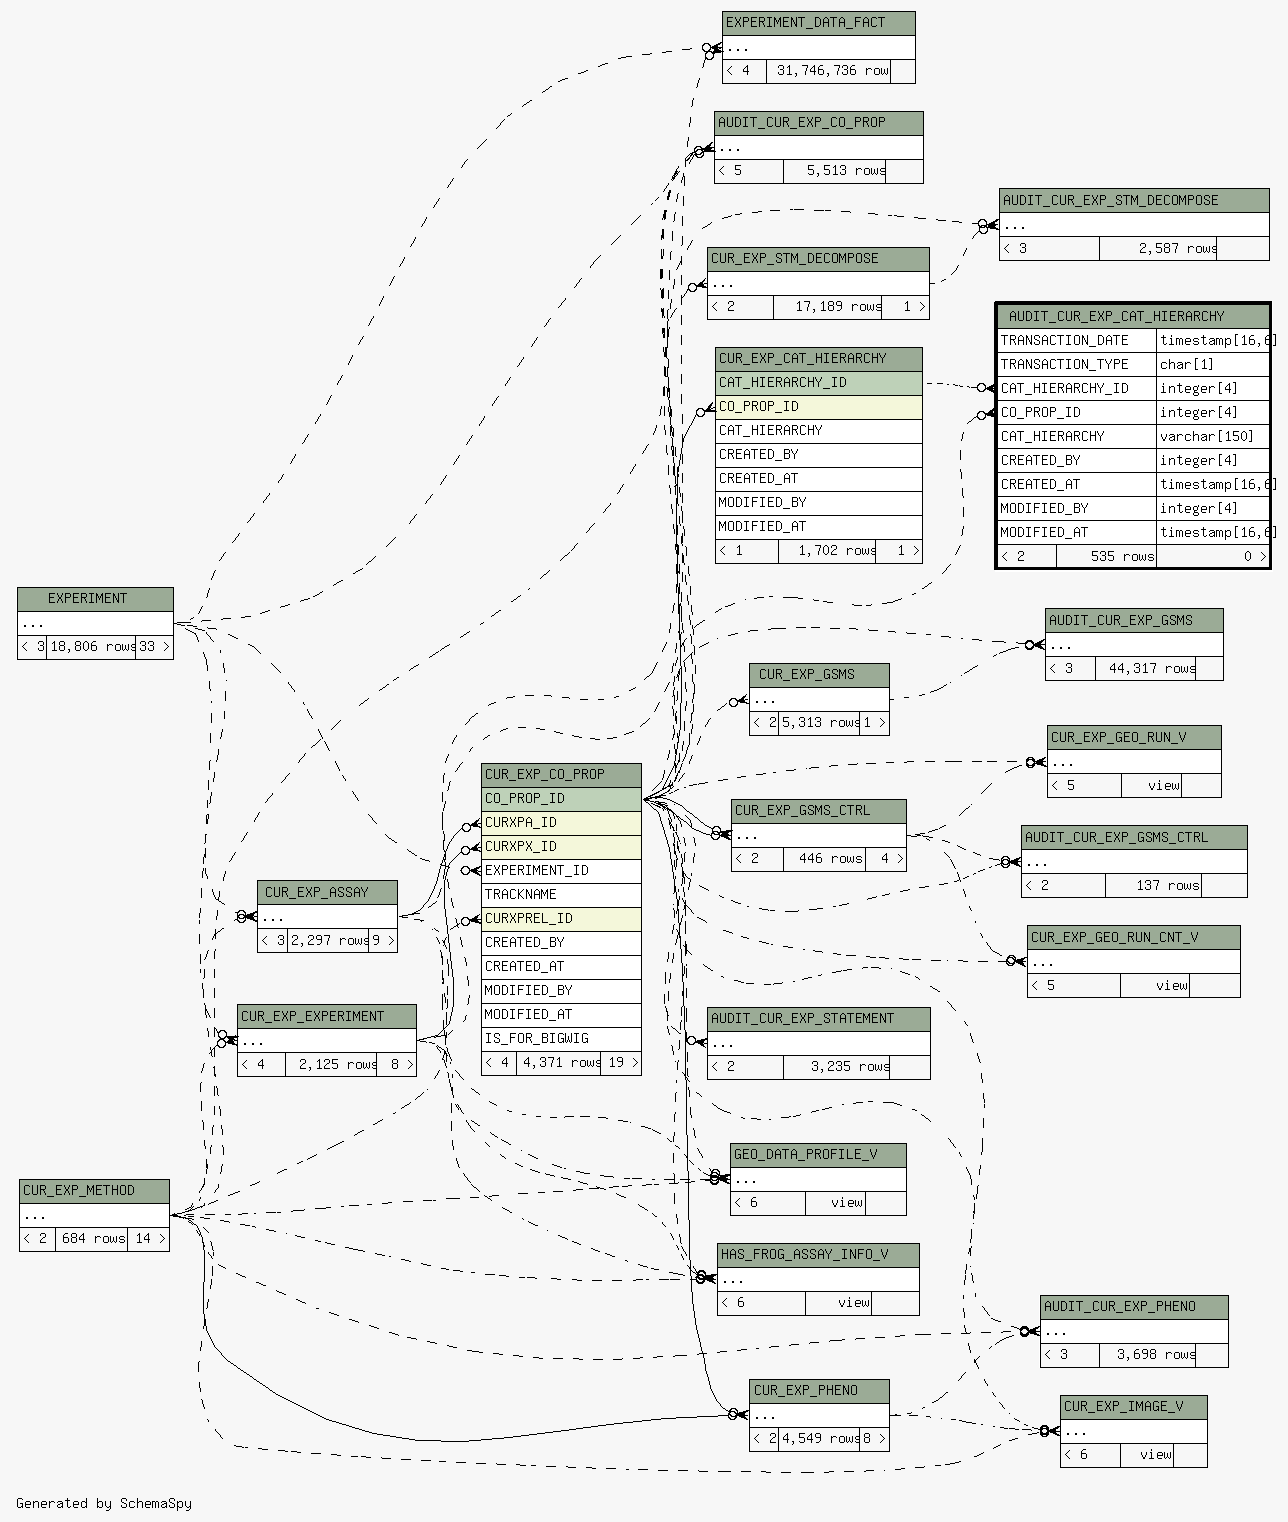 EXPERIMENT_DATA_FACT
...
< 4 31,746,736 row
AUDIT_CUR_EXP_CO_PROP
...
< 5 5,513 rows
AUDIT_CUR_EXP_STM_DECOMPOSE
...
< 3 2,587 rows
CUR_EXP_STM_DECOMPOSE
...
< 2 17,189 rows 1 >
AUDIT_CUR_EXP_CAT_HIERARCHY
TRANSACTION_DATE timestamp[16,6]
TRANSACTION_TYPE char[1]
CAT_HIERARCHY_ID integer[4]
CO_PROP_ID integer[4]
CAT_HIERARCHY varchar[150]
CREATED_BY integer[4]
CREATED_AT timestamp[16,6]
MODIFIED_BY integer[4]
MODIFIED_AT timestamp[16,6]
< 2 535 rows 0 >
CUR_EXP_CAT_HIERARCHY
CAT_HIERARCHY_ID
CO_PROP_ID
CAT_HIERARCHY
CREATED_BY
CREATED_AT
MODIFIED_BY
MODIFIED_AT
< 1 1,702 rows 1 >
EXPERIMENT
...
< 3 18,806 rows 33 >
AUDIT_CUR_EXP_GSMS
...
< 3 44,317 rows
CUR_EXP_GSMS
...
< 2 5,313 rows 1 >
CUR_EXP_GEO_RUN_V
...
< 5 view
CUR_EXP_CO_PROP
CO_PROP_ID
CURXPA_ID
CURXPX_ID
EXPERIMENT_ID
TRACKNAME
CURXPREL_ID
CREATED_BY
CREATED_AT
MODIFIED_BY
MODIFIED_AT
IS_FOR_BIGWIG
< 4 4,371 rows 19 >
CUR_EXP_GSMS_CTRL
...
< 2 446 rows 4 >
AUDIT_CUR_EXP_GSMS_CTRL
...
< 2 137 rows
CUR_EXP_ASSAY
...
< 3 2,297 rows 9 >
CUR_EXP_GEO_RUN_CNT_V
...
< 5 view
CUR_EXP_EXPERIMENT
...
< 4 2,125 rows 8 >
AUDIT_CUR_EXP_STATEMENT
...
< 2 3,235 rows
GEO_DATA_PROFILE_V
...
< 6 view
CUR_EXP_METHOD
...
< 2 684 rows 14 >
HAS_FROG_ASSAY_INFO_V
...
< 6 view
AUDIT_CUR_EXP_PHENO
...
< 3 3,698 rows
CUR_EXP_PHENO
...
< 2 4,549 rows 8 >
CUR_EXP_IMAGE_V
...
< 6 view
Generated by SchemaSpy